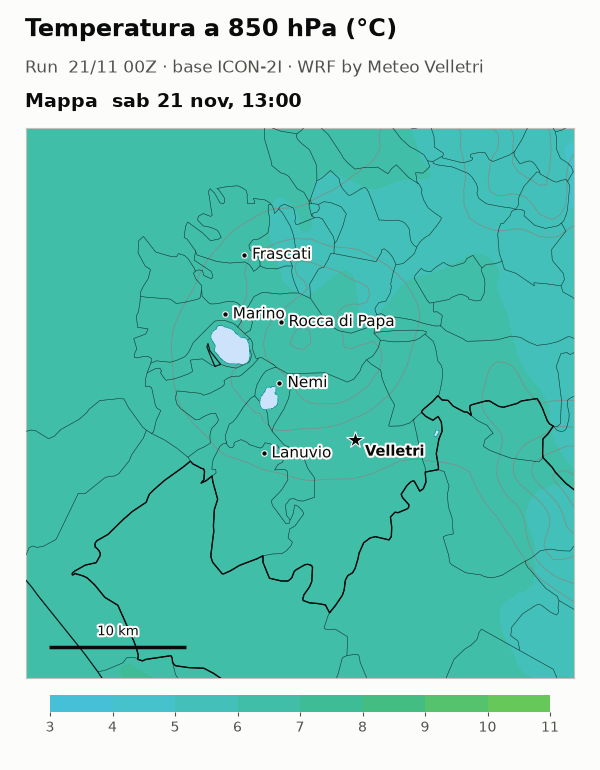 Temperatura a 850 hPa (°C)
Run  21/11 00Z · base ICON-2I · WRF by Meteo Velletri
Mappa  sab 21 nov, 13:00
Frascati
Marino
Rocca di Papa
Nemi
Velletri
Lanuvio
10 km
3 4 5 6 7 8 9 10 11